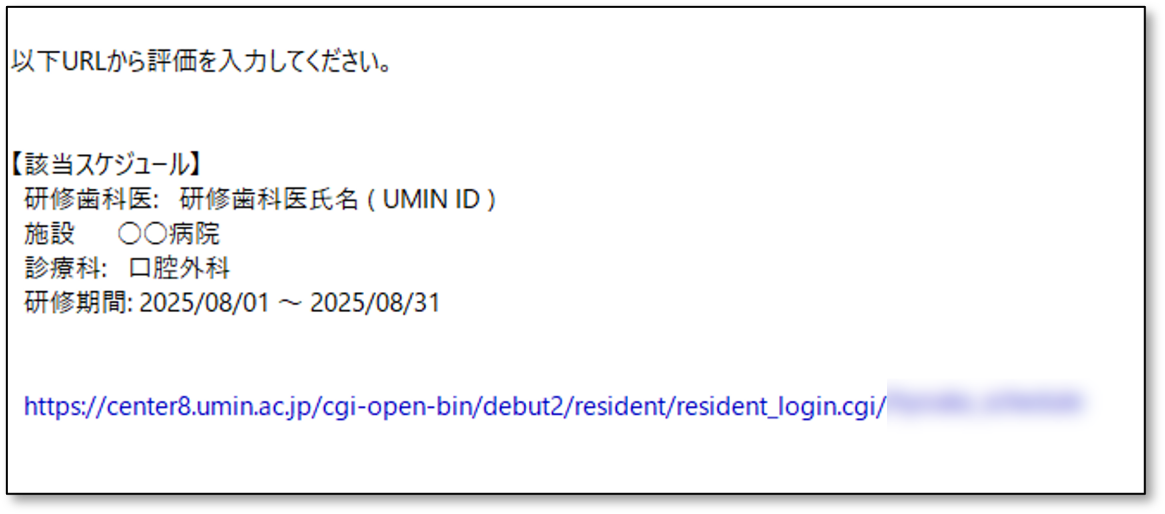 以下URLから評価を入力してください。
【該当スケジュール】
研修歯科医: 研修歯科医氏名 ( UMIN ID )
施設 〇〇病院
診療科: 口腔外科
研修期間: 2025/08/01 ～ 2025/08/31
https://center8.umin.ac.jp/cgi-open-bin/debut2/resident/resident_login.cgi/